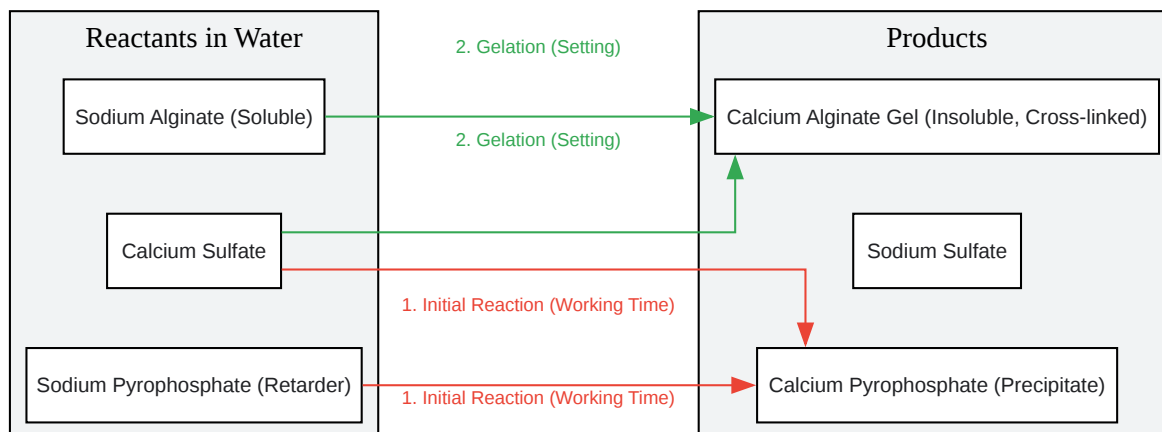 Reactants in Water
2. Gelation (Setting)
Products
Sodium Alginate (Soluble)
2. Gelation (Setting)
Calcium Alginate Gel (Insoluble, Cross-linked)
Calcium Sulfate
Sodium Sulfate
1. Initial Reaction (Working Time)
Sodium Pyrophosphate (Retarder)
1. Initial Reaction (Working Time)
Calcium Pyrophosphate (Precipitate)